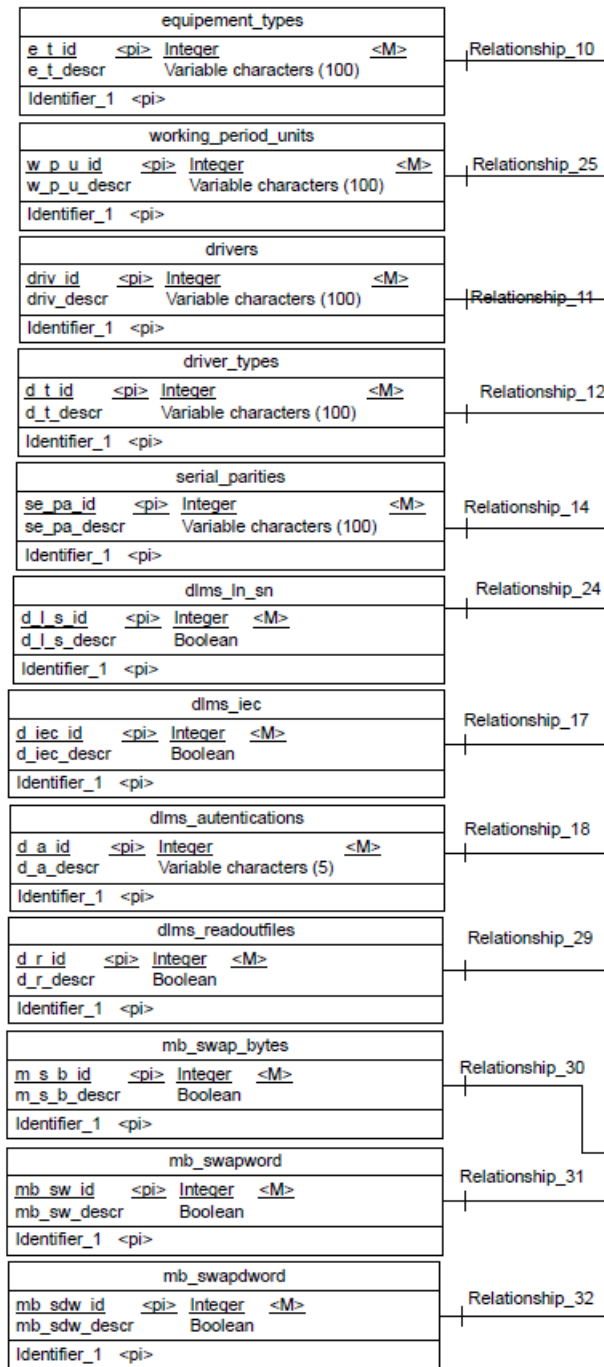 equipement_types
e_t_id <pi> Integer <M>
e_t_descr Variable characters (100)
Identifier_1 <pi>
Relationship_10
working_period_units
w_p_u_id <pi> Integer <M>
w_p_u_descr Variable characters (100)
Identifier_1 <pi>
Relationship_25
drivers
driv_id <pi> Integer <M>
driv_descr Variable characters (100)
Identifier_1 <pi>
Relationship_11
driver_types
d_t_id <pi> Integer <M>
d_t_descr Variable characters (100)
Identifier_1 <pi>
Relationship_12
serial_parities
se_pa_id <pi> Integer <M>
se_pa_descr Variable characters (100)
Identifier_1 <pi>
Relationship_14
dlms_ln_sn
d_l_s_id <pi> Integer <M>
d_l_s_descr Boolean
Identifier_1 <pi>
Relationship_24
dlms_iec
d_iec_id <pi> Integer <M>
d_iec_descr Boolean
Identifier_1 <pi>
Relationship_17
dlms_autentications
d_a_id <pi> Integer <M>
d_a_descr Variable characters (5)
Identifier_1 <pi>
Relationship_18
dlms_readoutfiles
d_r_id <pi> Integer <M>
d_r_descr Boolean
Identifier_1 <pi>
Relationship_29
mb_swap_bytes
m_s_b_id <pi> Integer <M>
m_s_b_descr Boolean
Identifier_1 <pi>
Relationship_30
mb_swapword
mb_sw_id <pi> Integer <M>
mb_sw_descr Boolean
Identifier_1 <pi>
Relationship_31
mb_swapdword
mb_sdw_id <pi> Integer <M>
mb_sdw_descr Boolean
Identifier_1 <pi>
Relationship_32